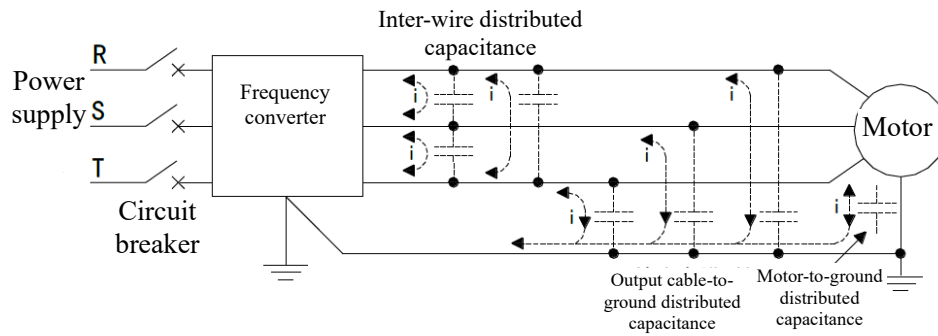 Inter-wire distributed
capacitance
R
Power
supply
S
T
Circuit
breaker
Frequency
converter
i
i
i
i
i
i
i
Motor
Output cable-to-
ground distributed
capacitance
Motor-to-ground
distributed
capacitance